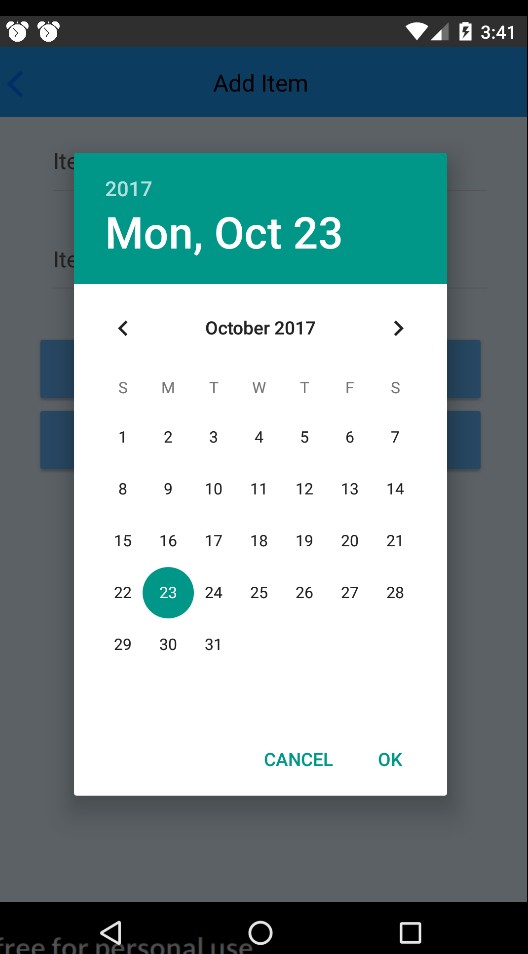 3:41
Add Item
Ite
2017
Mon, Oct 23
Ite
October 2017
S M T W T F S
1 2 3 4 5 6 7
8 9 10 11 12 13 14
15 16 17 18 19 20 21
22 23 24 25 26 27 28
29 30 31
CANCEL OK
free for personal use